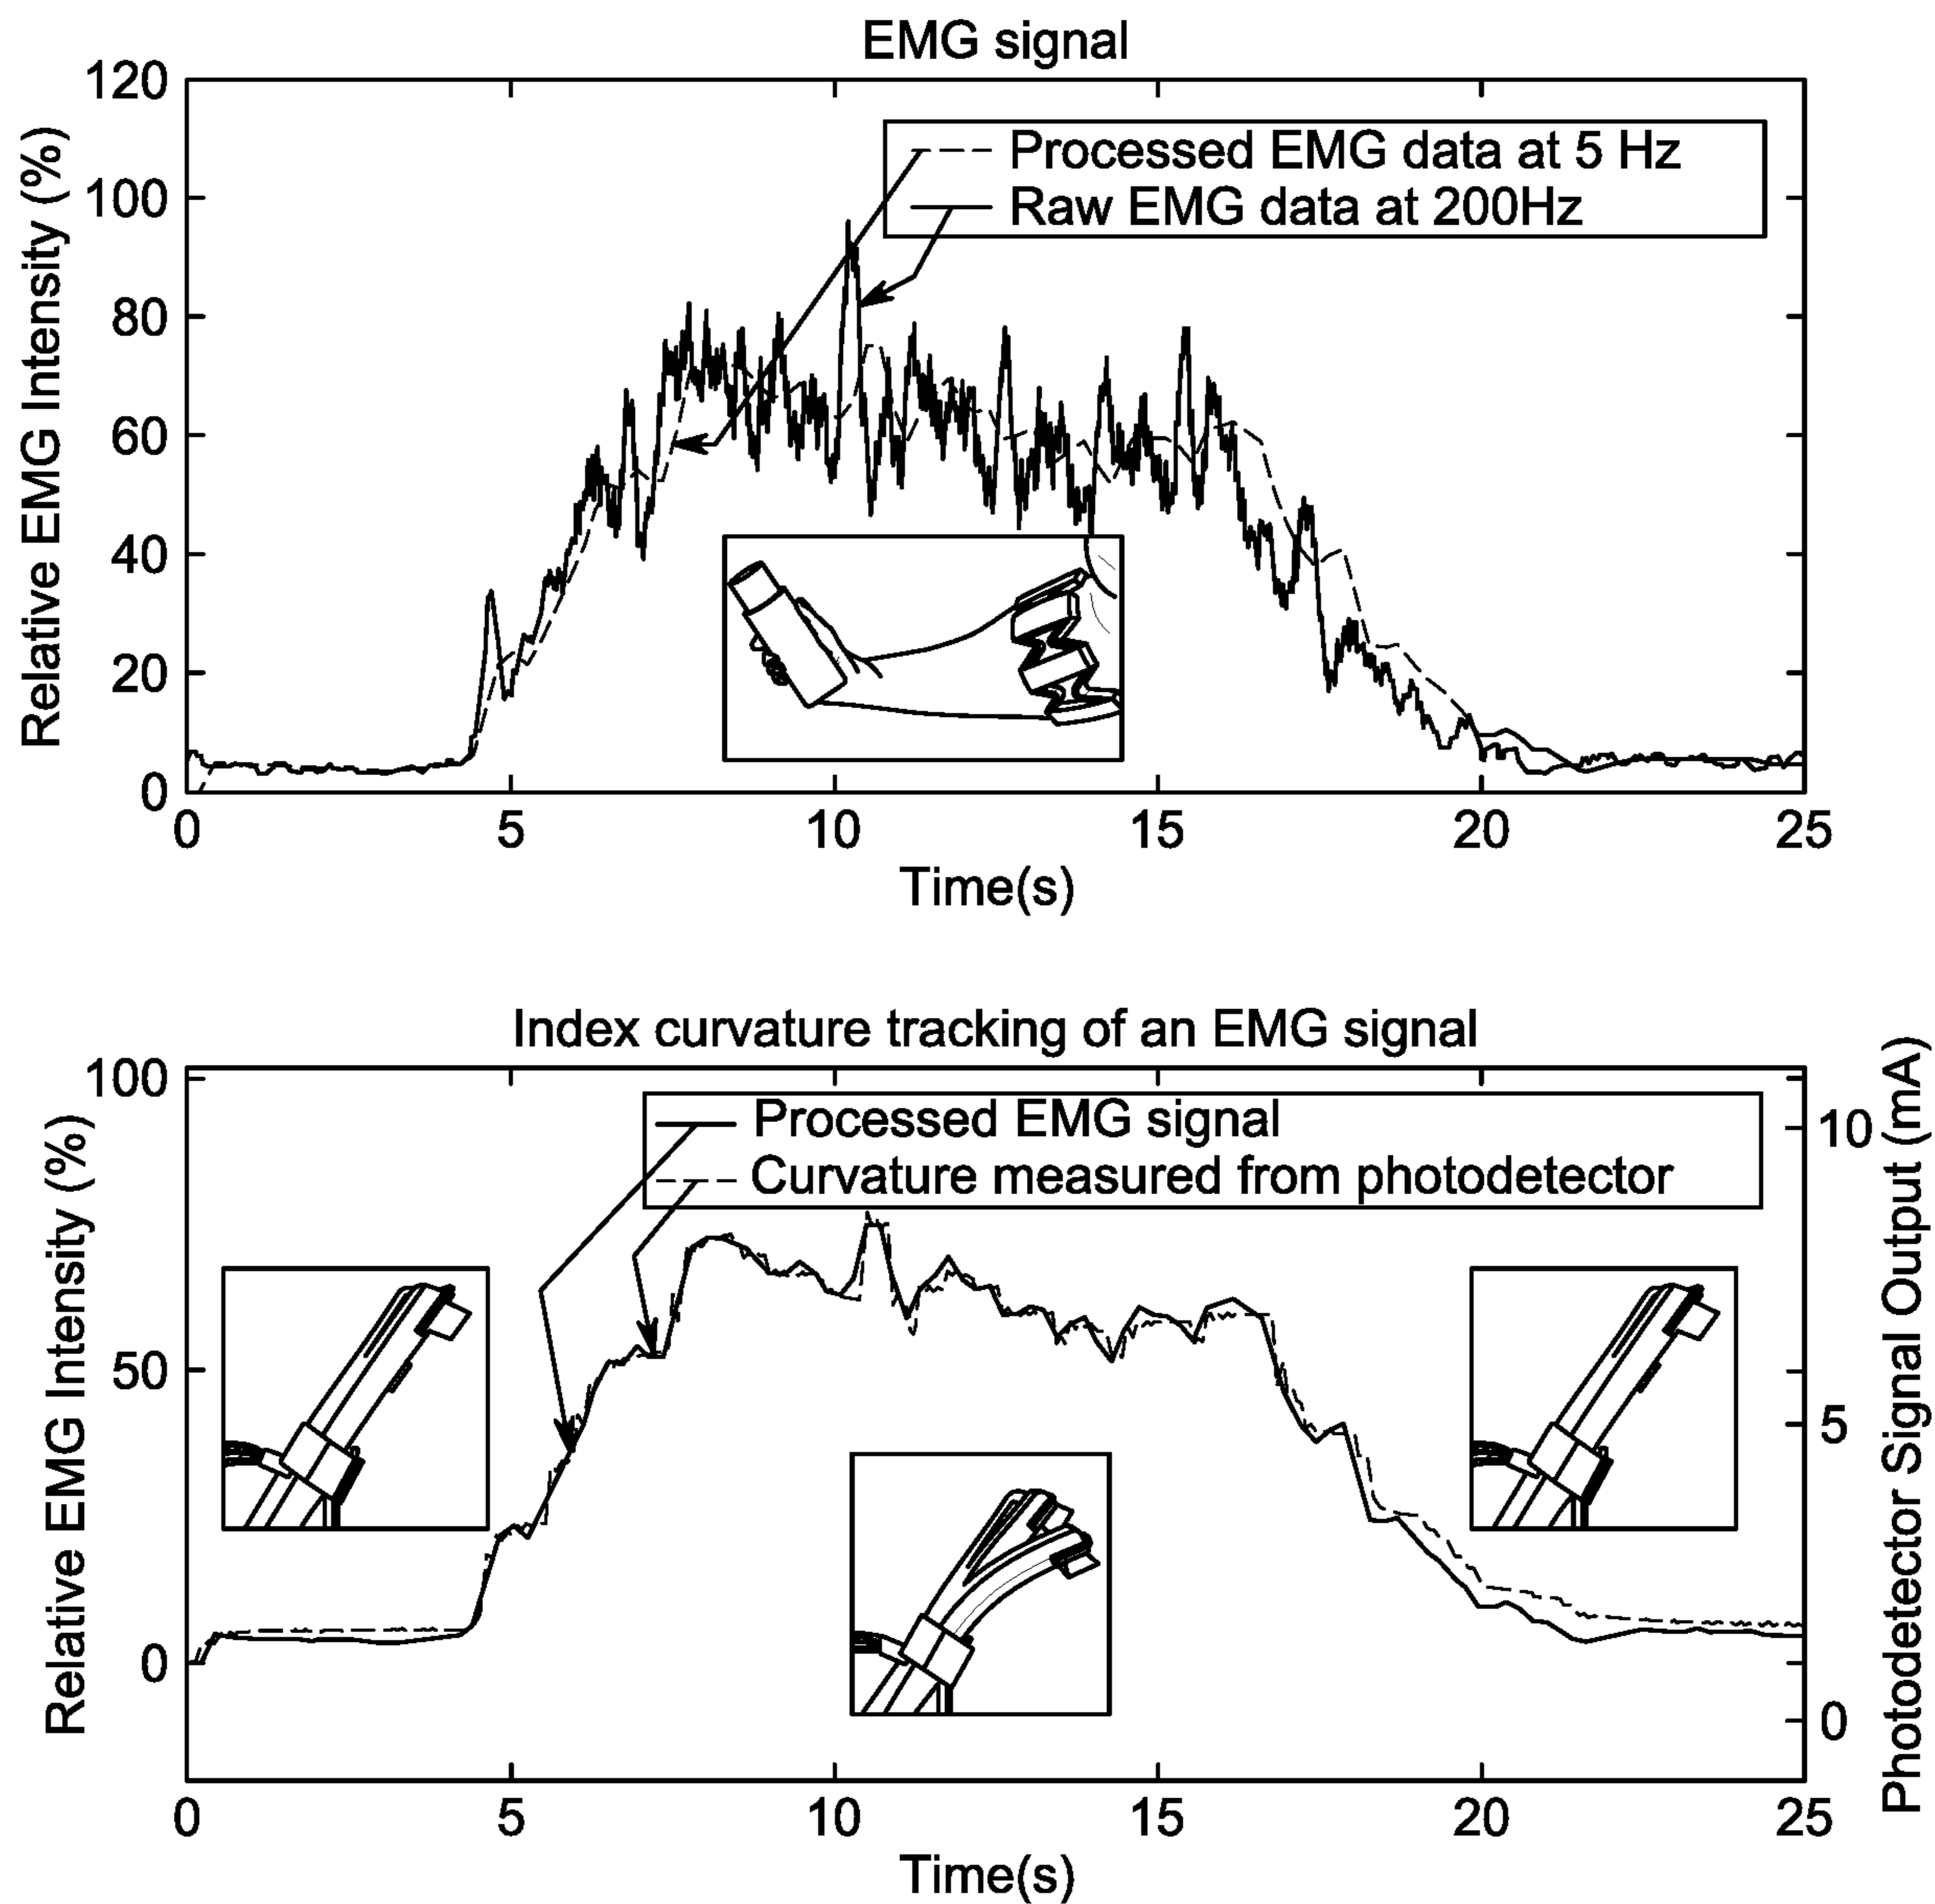 EMG signal
Relative EMG Intensity (%)
120
100
80
60
40
20
0
Processed EMG data at 5 Hz
Raw EMG data at 200Hz
0 5 10 15 20 25
Time(s)
Index curvature tracking of an EMG signal
Relative EMG Intensity (%)
100
50
0
Processed EMG signal
Curvature measured from photodetector
10
5
0
Photodetector Signal Output (mA)
0 5 10 15 20 25
Time(s)